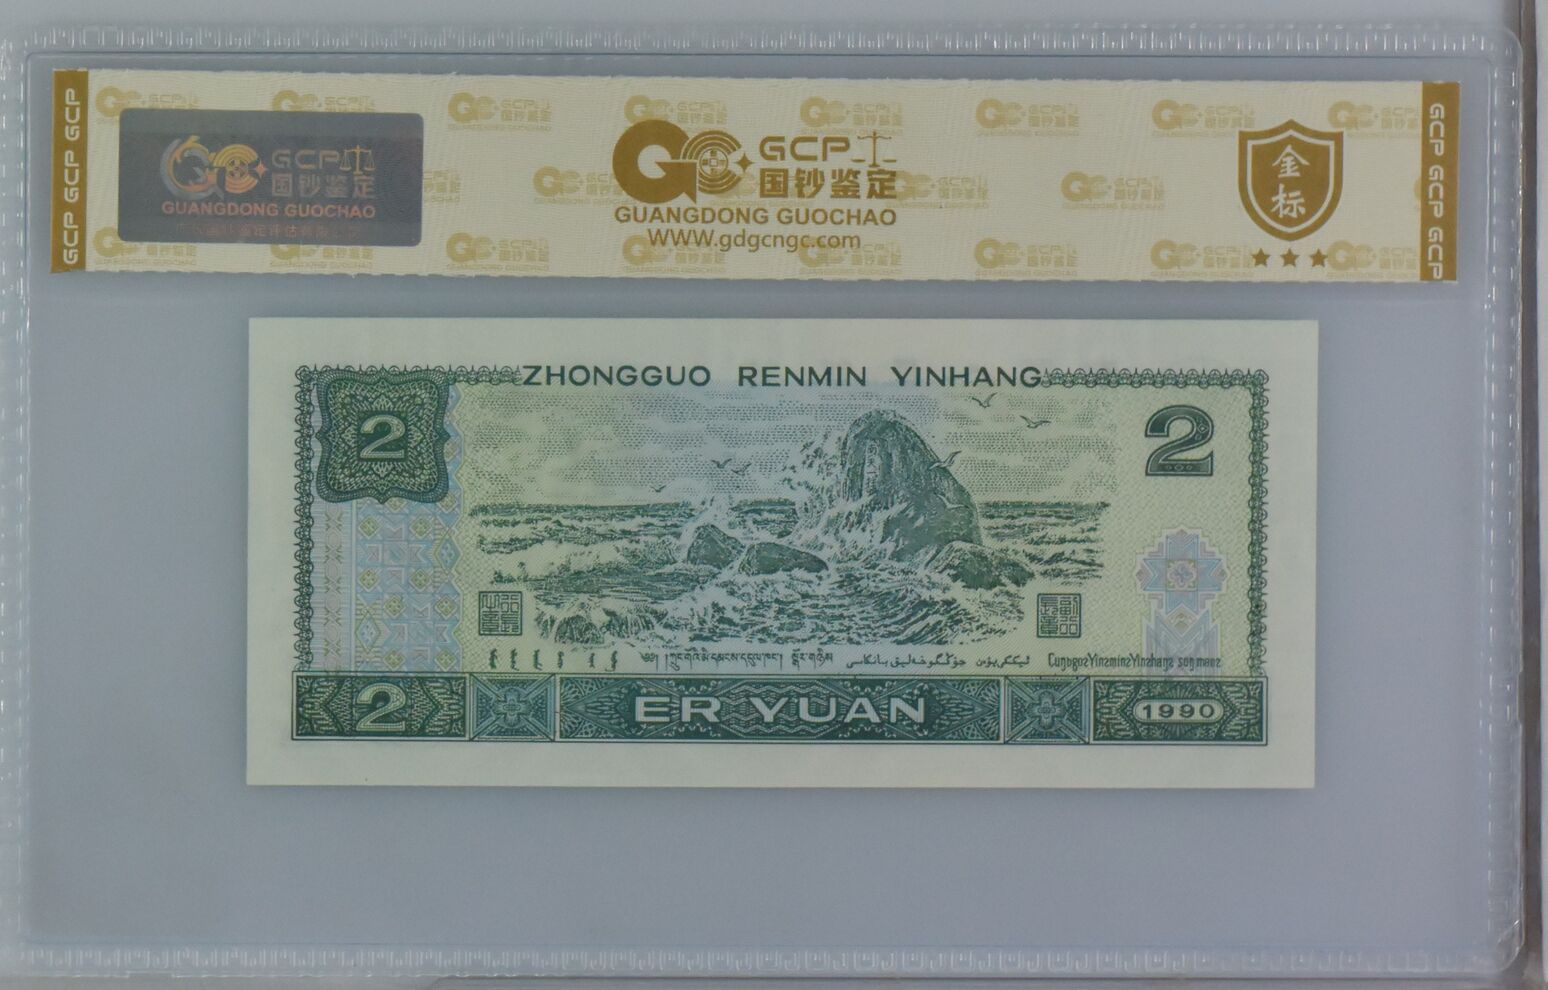 GCP GCP GCP
GCP
国钞鉴定
GUANGDONG GUOCHAO
GCP
国钞鉴定
GUANGDONG GUOCHAO
WWW.gdgcngc.com
金标
GCP GCP GCP
ZHONGGUO RENMIN YINHANG
2
2
2
ER YUAN
1990